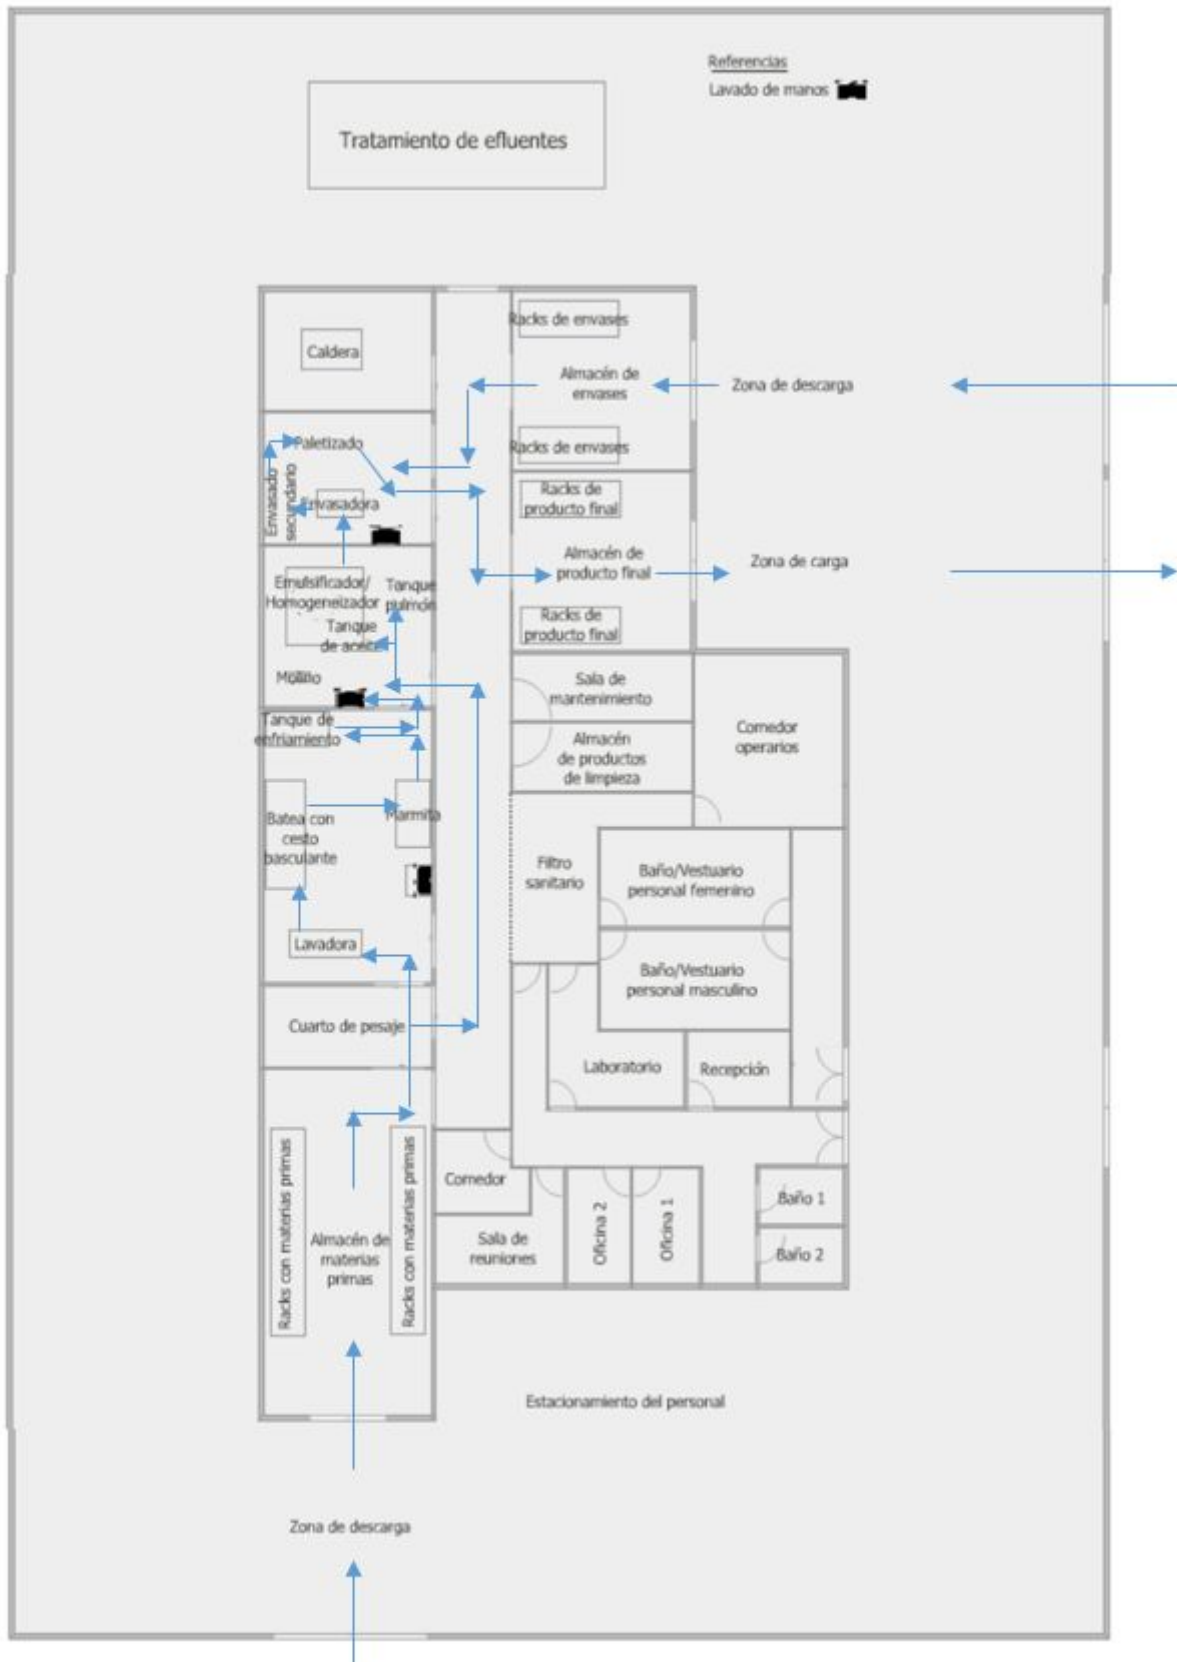 Referencias
Lavado de manos
Tratamiento de efluentes
Racks de envases
Caldera
Almacén de
envases
Zona de descarga
Paletizado
Racks de envases
Envasado
secundario
Envasadora
Racks de
producto final
Almacén de
producto final
Zona de carga
Emulsificador/
Homogeneizador
Tanque
pulmón
Tanque
de aceite
Racks de
producto final
Molino
Sala de
mantenimiento
Comedor
operarios
Tanque de
enfriamiento
Almacén
de productos
de limpieza
Batea con
cesto
basculante
Marmita
Filtro
sanitario
Baño/Vestuario
personal femenino
Lavadora
Baño/Vestuario
personal masculino
Cuarto de pesaje
Laboratorio
Recepción
Racks con materias primas
Almacén de
materias
primas
Racks con materias primas
Comedor
Sala de
reuniones
Oficina 2
Oficina 1
Baño 1
Baño 2
Estacionamiento del personal
Zona de descarga